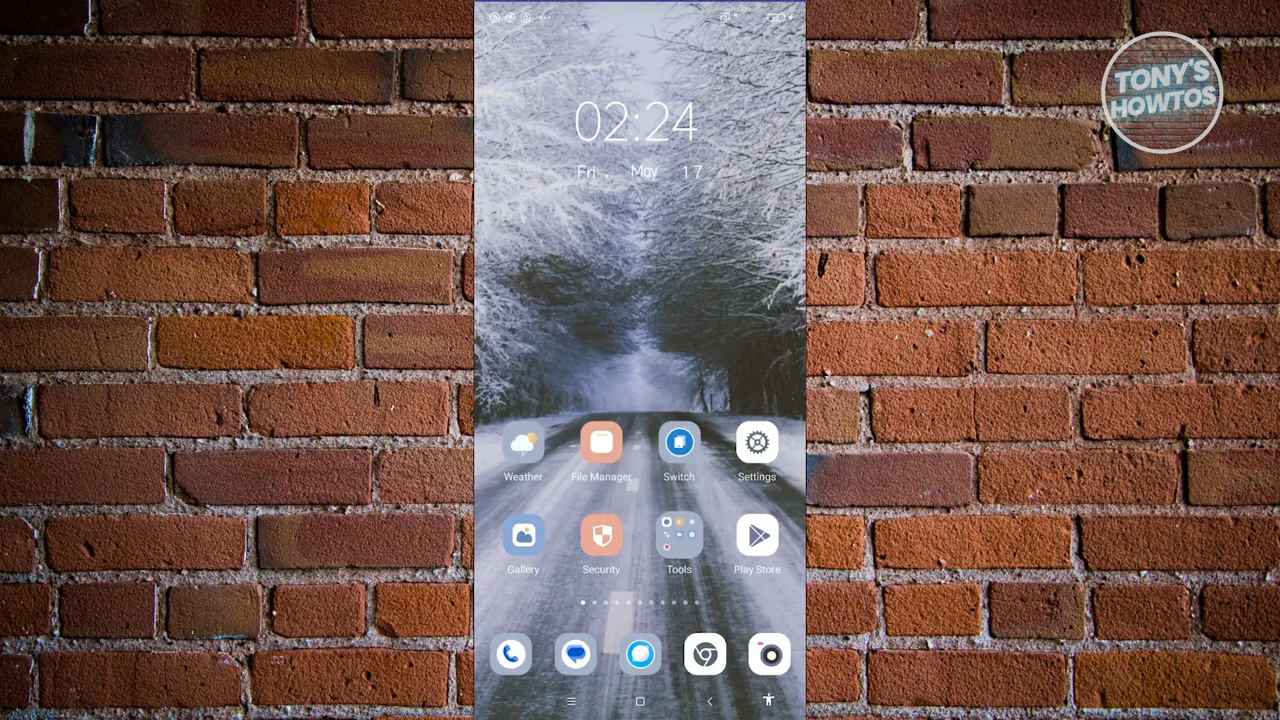 TONY'S
HOWTOS
02:24
Fri . May 17
Weather File Manager Switch Settings
Gallery Security Tools Play Store